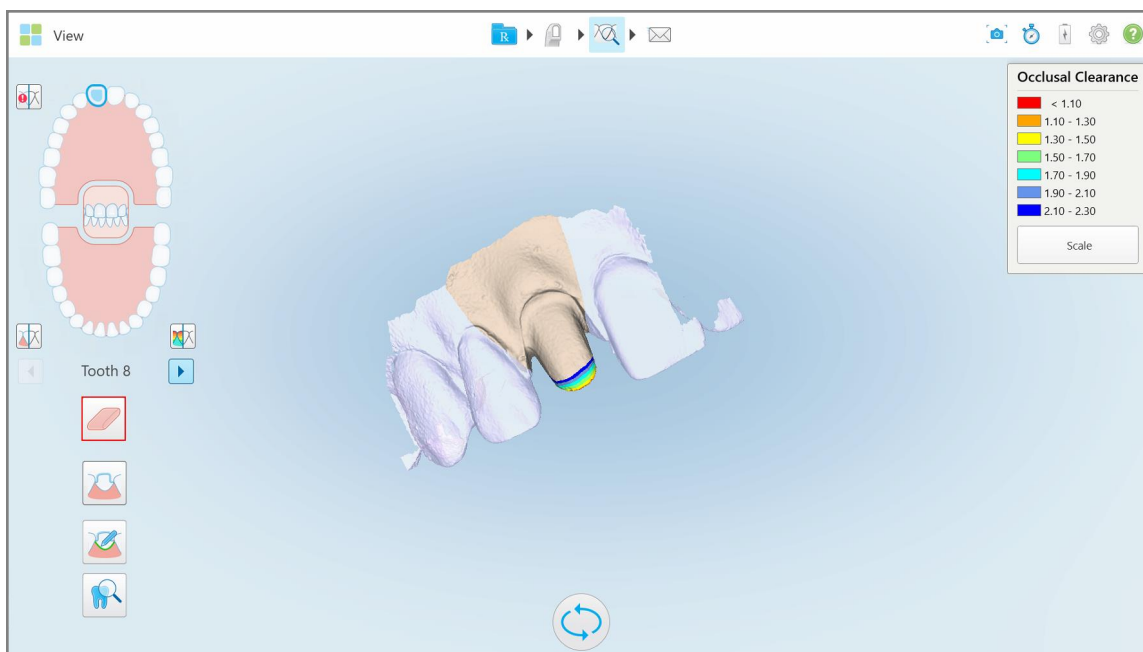 View
R
?
Occlusal Clearance
< 1.10
1.10 - 1.30
1.30 - 1.50
1.50 - 1.70
1.70 - 1.90
1.90 - 2.10
2.10 - 2.30
Scale
Tooth 8